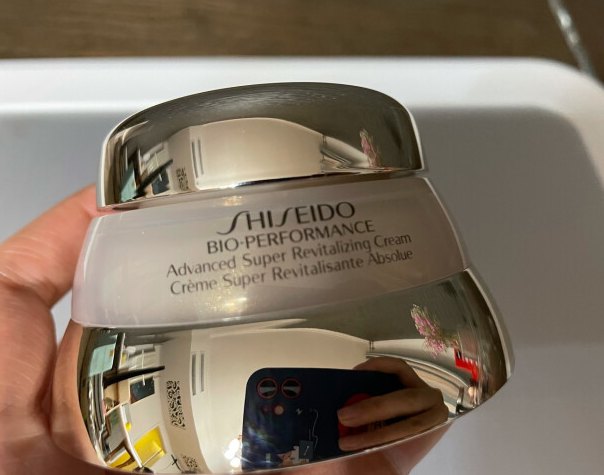 SHISEIDO
BIO-PERFORMANCE
Advanced Super Revitalizing Cream
Crème Super Revitalisante Absolue